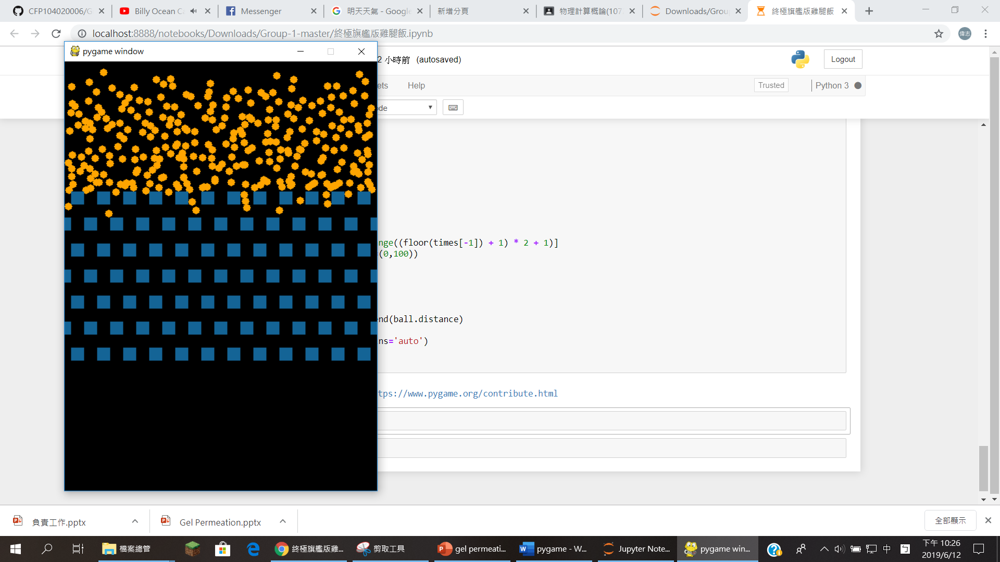 CFP104020006/G
Billy Ocean Ca
Messenger
明天天氣 - Google
新增分頁
物理計算概論(107.
Downloads/Grou
終極旗艦版雞腿飯
localhost:8888/notebooks/Downloads/Group-1-master/終極旗艦版雞腿飯.ipynb
偉志
pygame window
2 小時前 (autosaved)
Logout
ets
Help
Trusted
Python 3
ode
nge((floor(times[-1]) + 1) * 2 + 1)]
(0,100))
nd(ball.distance)
ns='auto')
tps://www.pygame.org/contribute.html
負責工作.pptx
Gel Permeation.pptx
全部顯示
檔案總管
終極旗艦版雞...
剪取工具
gel permeati...
pygame - W...
Jupyter Note...
pygame win...
中
下午 10:26
2019/6/12